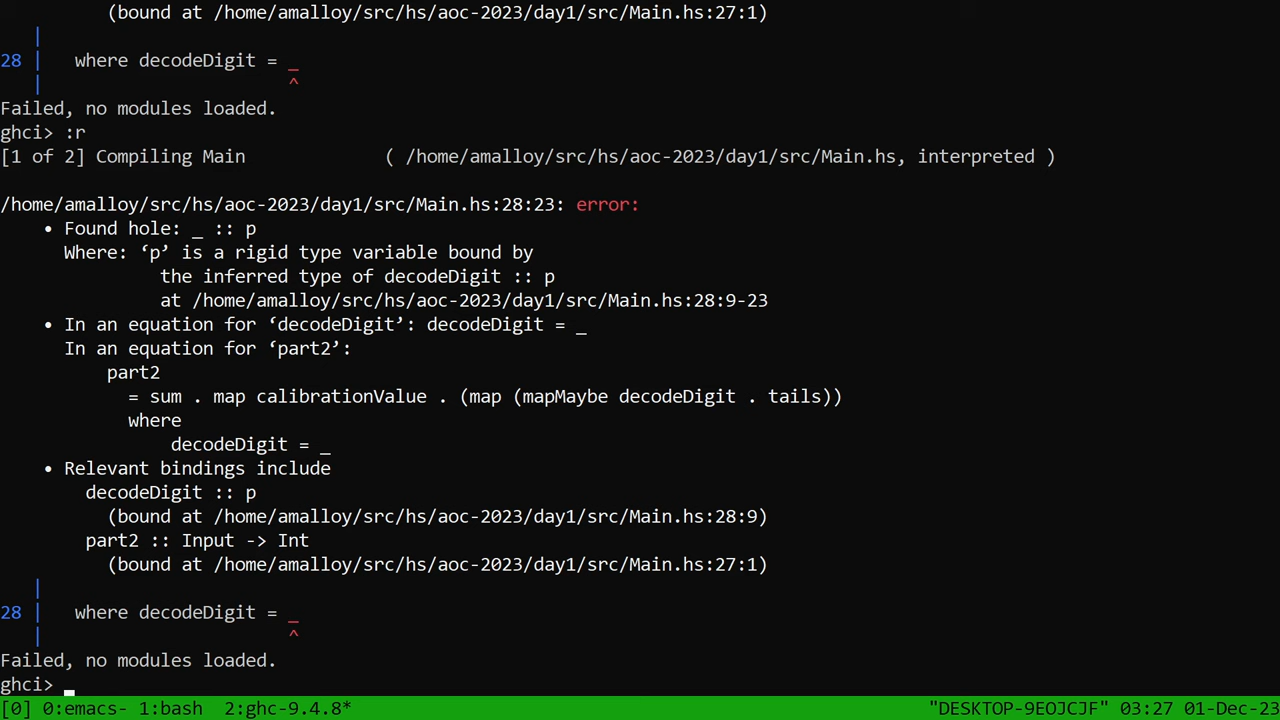 (bound at /home/amalloy/src/hs/aoc-2023/day1/src/Main.hs:27:1)
|
28 |   where decodeDigit = _
|                        ^
Failed, no modules loaded.
ghci> :r
[1 of 2] Compiling Main             ( /home/amalloy/src/hs/aoc-2023/day1/src/Main.hs, interpreted )
/home/amalloy/src/hs/aoc-2023/day1/src/Main.hs:28:23: error:
• Found hole: _ :: p
Where: ‘p’ is a rigid type variable bound by
the inferred type of decodeDigit :: p
at /home/amalloy/src/hs/aoc-2023/day1/src/Main.hs:28:9-23
• In an equation for ‘decodeDigit’: decodeDigit = _
In an equation for ‘part2’:
part2
= sum . map calibrationValue . (map (mapMaybe decodeDigit . tails))
where
decodeDigit = _
• Relevant bindings include
decodeDigit :: p
(bound at /home/amalloy/src/hs/aoc-2023/day1/src/Main.hs:28:9)
part2 :: Input -> Int
(bound at /home/amalloy/src/hs/aoc-2023/day1/src/Main.hs:27:1)
|
28 |   where decodeDigit = _
|                        ^
Failed, no modules loaded.
ghci>
[0] 0:emacs- 1:bash  2:ghc-9.4.8* "DESKTOP-9EOJCJF" 03:27 01-Dec-23